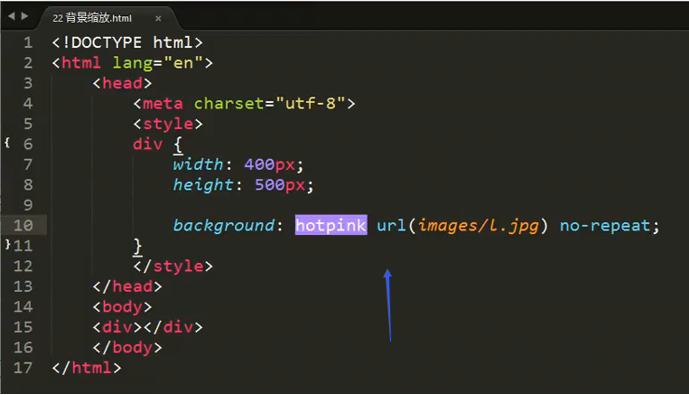 22 背景缩放.html ×
1 <!DOCTYPE html>
2 <html lang="en">
3 <head>
4 <meta charset="utf-8">
5 <style>
6 div {
7 width: 400px;
8 height: 500px;
9
10 background: hotpink url(images/l.jpg) no-repeat;
11 }
12 </style>
13 </head>
14 <body>
15 <div></div>
16 </body>
17 </html>